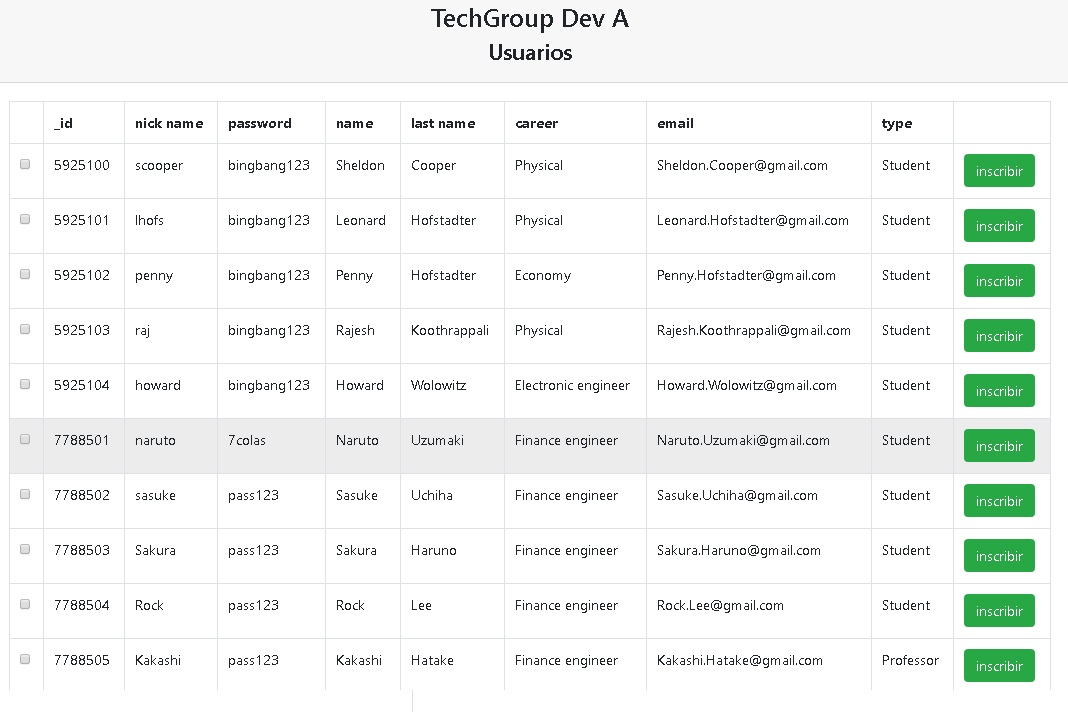 TechGroup Dev A
Usuarios
_id nick name password name last name career email type
5925100 scooper bingbang123 Sheldon Cooper Physical Sheldon.Cooper@gmail.com Student inscribir
5925101 lhofs bingbang123 Leonard Hofstadter Physical Leonard.Hofstadter@gmail.com Student inscribir
5925102 penny bingbang123 Penny Hofstadter Economy Penny.Hofstadter@gmail.com Student inscribir
5925103 raj bingbang123 Rajesh Koothrappali Physical Rajesh.Koothrappali@gmail.com Student inscribir
5925104 howard bingbang123 Howard Wolowitz Electronic engineer Howard.Wolowitz@gmail.com Student inscribir
7788501 naruto 7colas Naruto Uzumaki Finance engineer Naruto.Uzumaki@gmail.com Student inscribir
7788502 sasuke pass123 Sasuke Uchiha Finance engineer Sasuke.Uchiha@gmail.com Student inscribir
7788503 Sakura pass123 Sakura Haruno Finance engineer Sakura.Haruno@gmail.com Student inscribir
7788504 Rock pass123 Rock Lee Finance engineer Rock.Lee@gmail.com Student inscribir
7788505 Kakashi pass123 Kakashi Hatake Finance engineer Kakashi.Hatake@gmail.com Professor inscribir